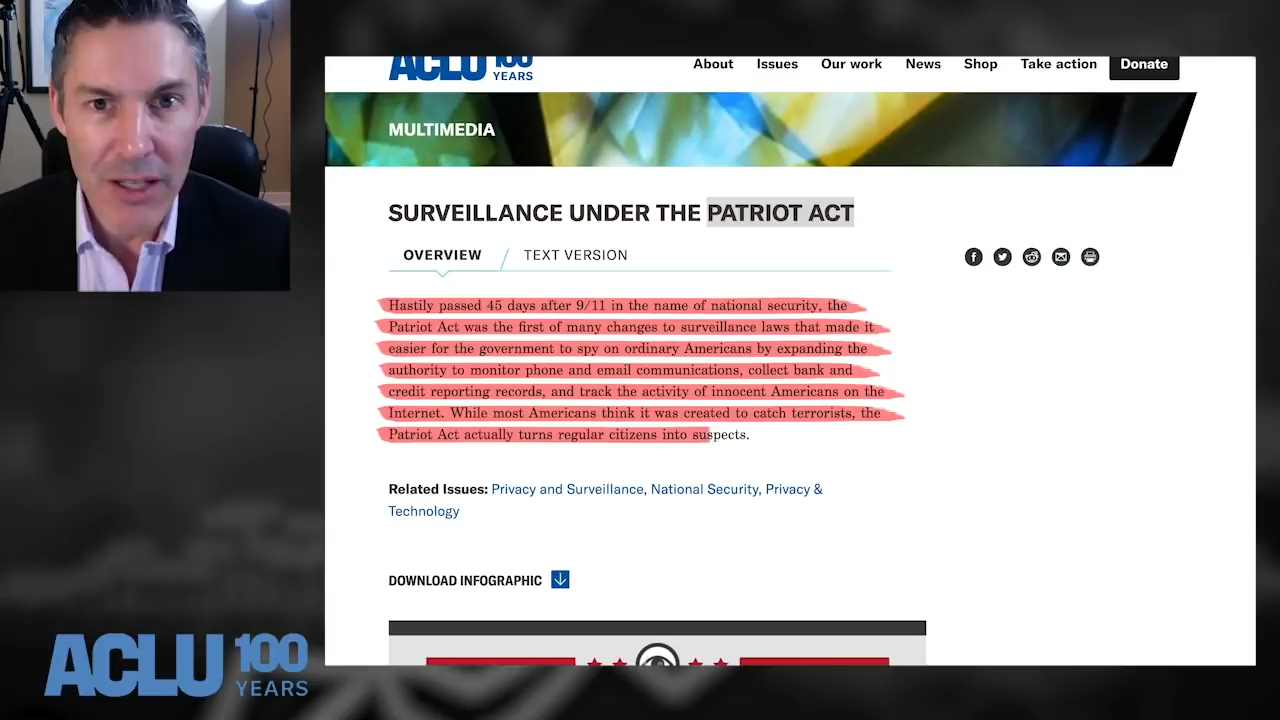 ACLU 100 YEARS
About Issues Our work News Shop Take action Donate
MULTIMEDIA
SURVEILLANCE UNDER THE PATRIOT ACT
OVERVIEW TEXT VERSION
Hastily passed 45 days after 9/11 in the name of national security, the
Patriot Act was the first of many changes to surveillance laws that made it
easier for the government to spy on ordinary Americans by expanding the
authority to monitor phone and email communications, collect bank and
credit reporting records, and track the activity of innocent Americans on the
Internet. While most Americans think it was created to catch terrorists, the
Patriot Act actually turns regular citizens into suspects.
Related Issues: Privacy and Surveillance, National Security, Privacy &
Technology
DOWNLOAD INFOGRAPHIC
ACLU 100
YEARS